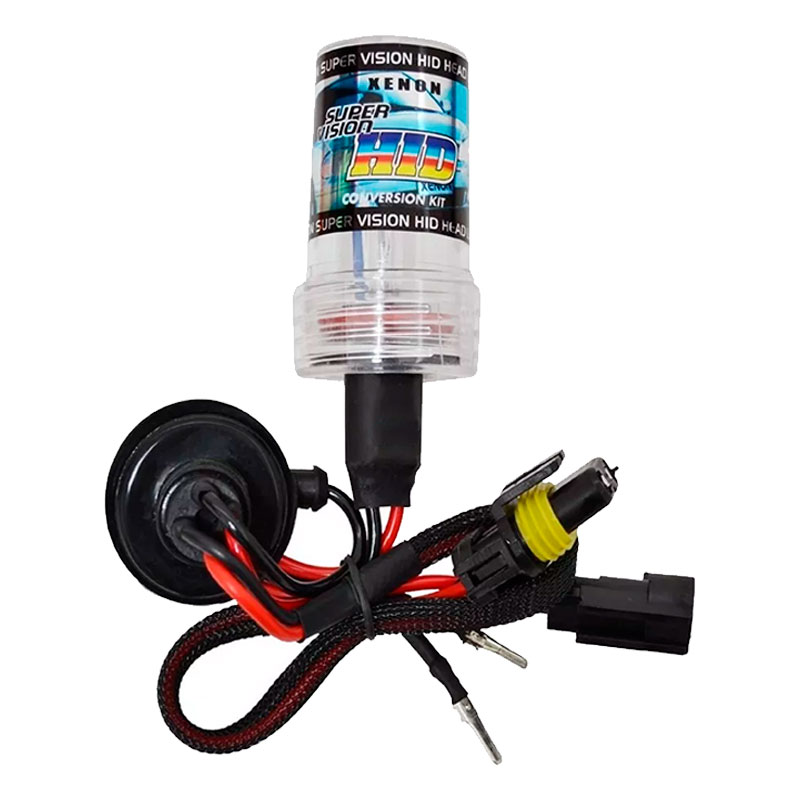 N SUPER VISION HID HEAD
XENON
SUPER
VISION
HID
XENON
CONVERSION KIT
N SUPER VISION HID HEAD